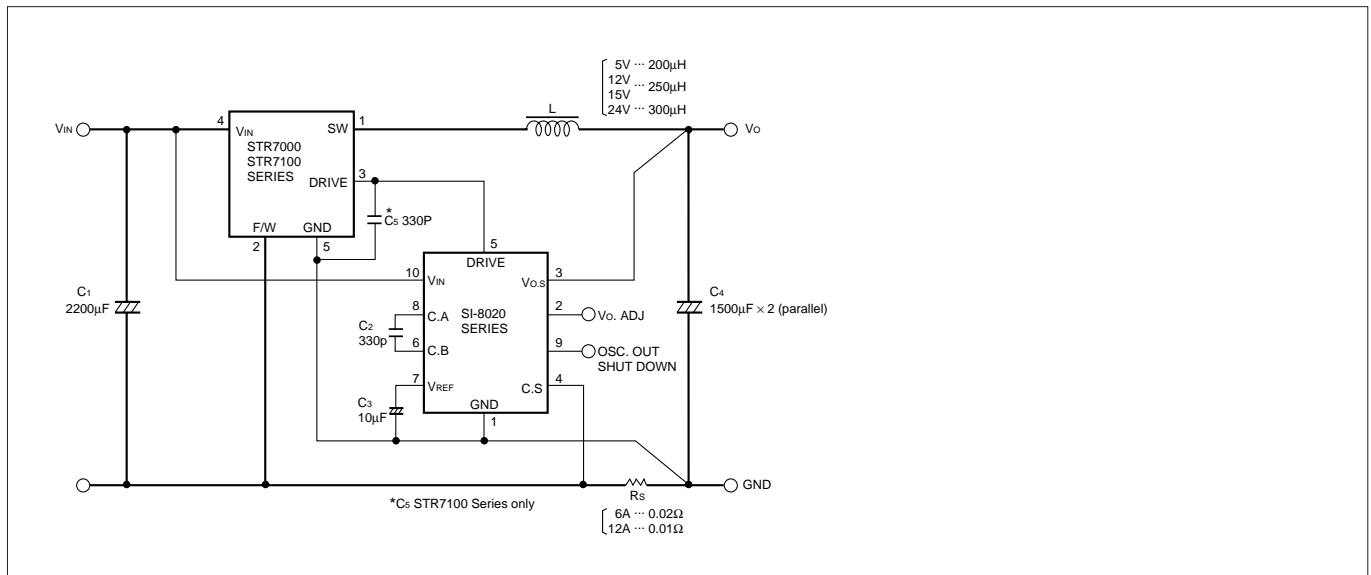 5V ··· 200µH
12V ··· 250µH
15V
24V ··· 300µH
L
VIN
4
VIN
SW
1
VO
STR7000
STR7100
SERIES
DRIVE
3
*
C5 330P
F/W
GND
2
5
5
DRIVE
10
VIN
VO.S
3
C1
2200µF
C4
1500µF × 2 (parallel)
8
C.A
SI-8020
SERIES
2
VO. ADJ
C2
330p
6
C.B
9
OSC. OUT
SHUT DOWN
7
VREF
C.S
4
C3
10µF
GND
1
GND
*C5 STR7100 Series only
RS
6A ··· 0.02Ω
12A ··· 0.01Ω